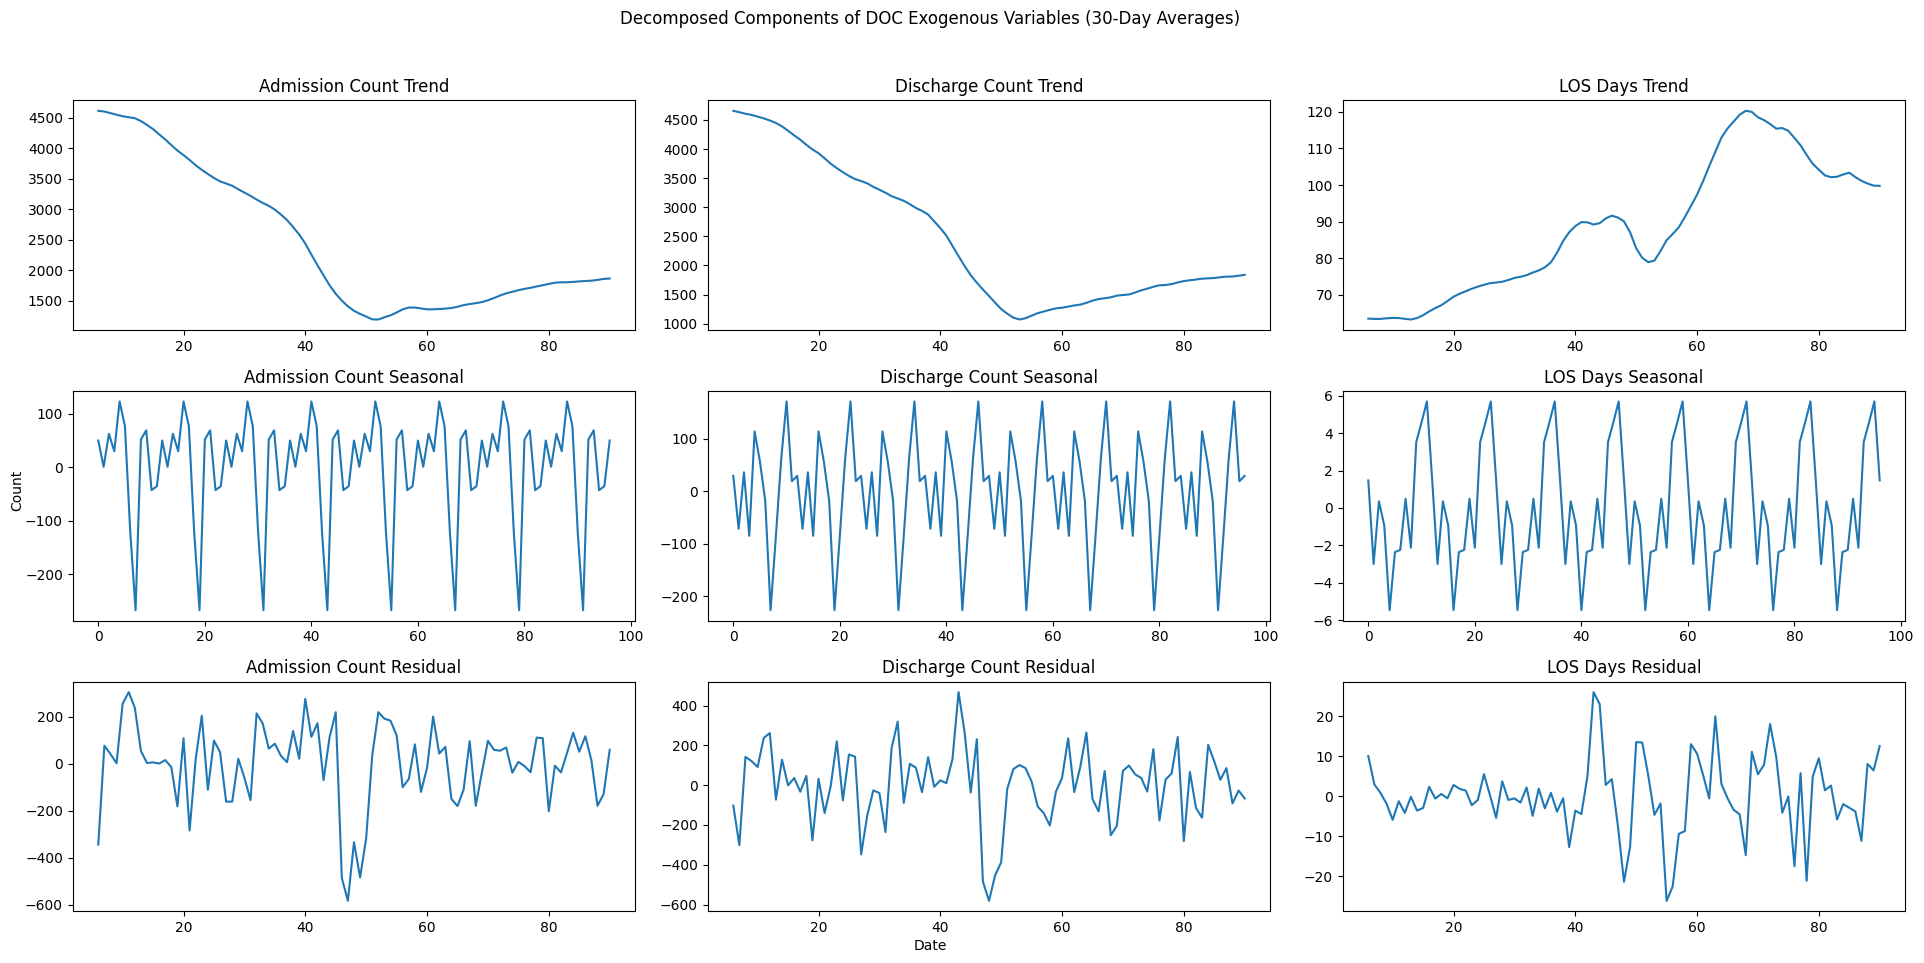 Decomposed Components of DOC Exogenous Variables (30-Day Averages)
Admission Count Trend
4500
4000
3500
3000
2500
2000
1500
20 40 60 80
Discharge Count Trend
4500
4000
3500
3000
2500
2000
1500
1000
20 40 60 80
LOS Days Trend
120
110
100
90
80
70
20 40 60 80
Admission Count Seasonal
Count
100
0
−100
−200
0 20 40 60 80 100
Discharge Count Seasonal
100
0
−100
−200
0 20 40 60 80 100
LOS Days Seasonal
6
4
2
0
−2
−4
−6
0 20 40 60 80 100
Admission Count Residual
200
0
−200
−400
−600
20 40 60 80
Discharge Count Residual
400
200
0
−200
−400
−600
20 40 60 80
Date
LOS Days Residual
20
10
0
−10
−20
20 40 60 80